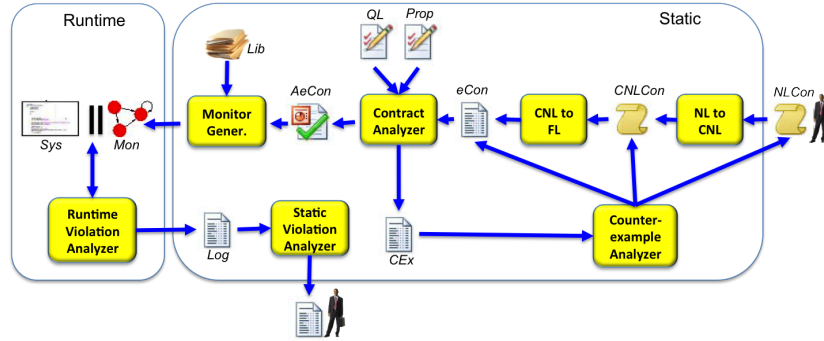 Runtime
Static
QL
Prop
Lib
AeCon
eCon
CNLCon
NLCon
Monitor
Gener.
Contract
Analyzer
CNL to
FL
NL to
CNL
Sys
Mon
Runtime
Violation
Analyzer
Log
Static
Violation
Analyzer
CEx
Counter-
example
Analyzer